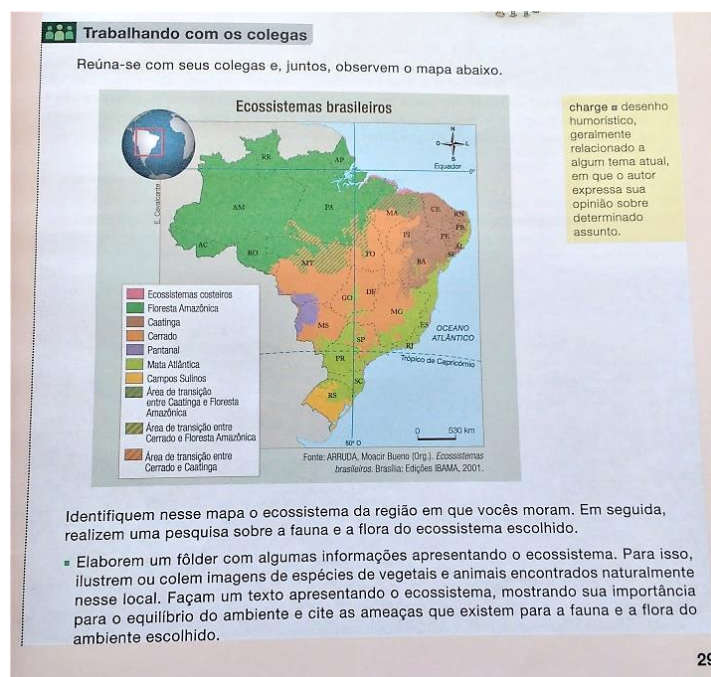 Trabalhando com os colegas
Reúna-se com seus colegas e, juntos, observem o mapa abaixo.
Ecossistemas brasileiros
N
O
L
S
Equador
0°
E. Cavalcante
RR
AP
AM
PA
MA
CE
RN
PB
PI
PE
AL
SE
AC
RO
MT
TO
BA
GO
DF
MG
MS
ES
SP
RJ
PR
SC
RS
OCEANO
ATLÂNTICO
Trópico de Capricórnio
50° O
0 530 km
Ecossistemas costeiros
Floresta Amazônica
Caatinga
Cerrado
Pantanal
Mata Atlântica
Campos Sulinos
Área de transição
entre Caatinga e Floresta
Amazônica
Área de transição entre
Cerrado e Floresta Amazônica
Área de transição entre
Cerrado e Caatinga
Fonte: ARRUDA, Moacir Bueno (Org.). Ecossistemas
brasileiros. Brasília: Edições IBAMA, 2001.
charge ■ desenho
humorístico,
geralmente
relacionado a
algum tema atual,
em que o autor
expressa sua
opinião sobre
determinado
assunto.
Identifiquem nesse mapa o ecossistema da região em que vocês moram. Em seguida,
realizem uma pesquisa sobre a fauna e a flora do ecossistema escolhido.
■ Elaborem um fôlder com algumas informações apresentando o ecossistema. Para isso,
ilustrem ou colem imagens de espécies de vegetais e animais encontrados naturalmente
nesse local. Façam um texto apresentando o ecossistema, mostrando sua importância
para o equilíbrio do ambiente e cite as ameaças que existem para a fauna e a flora do
ambiente escolhido.